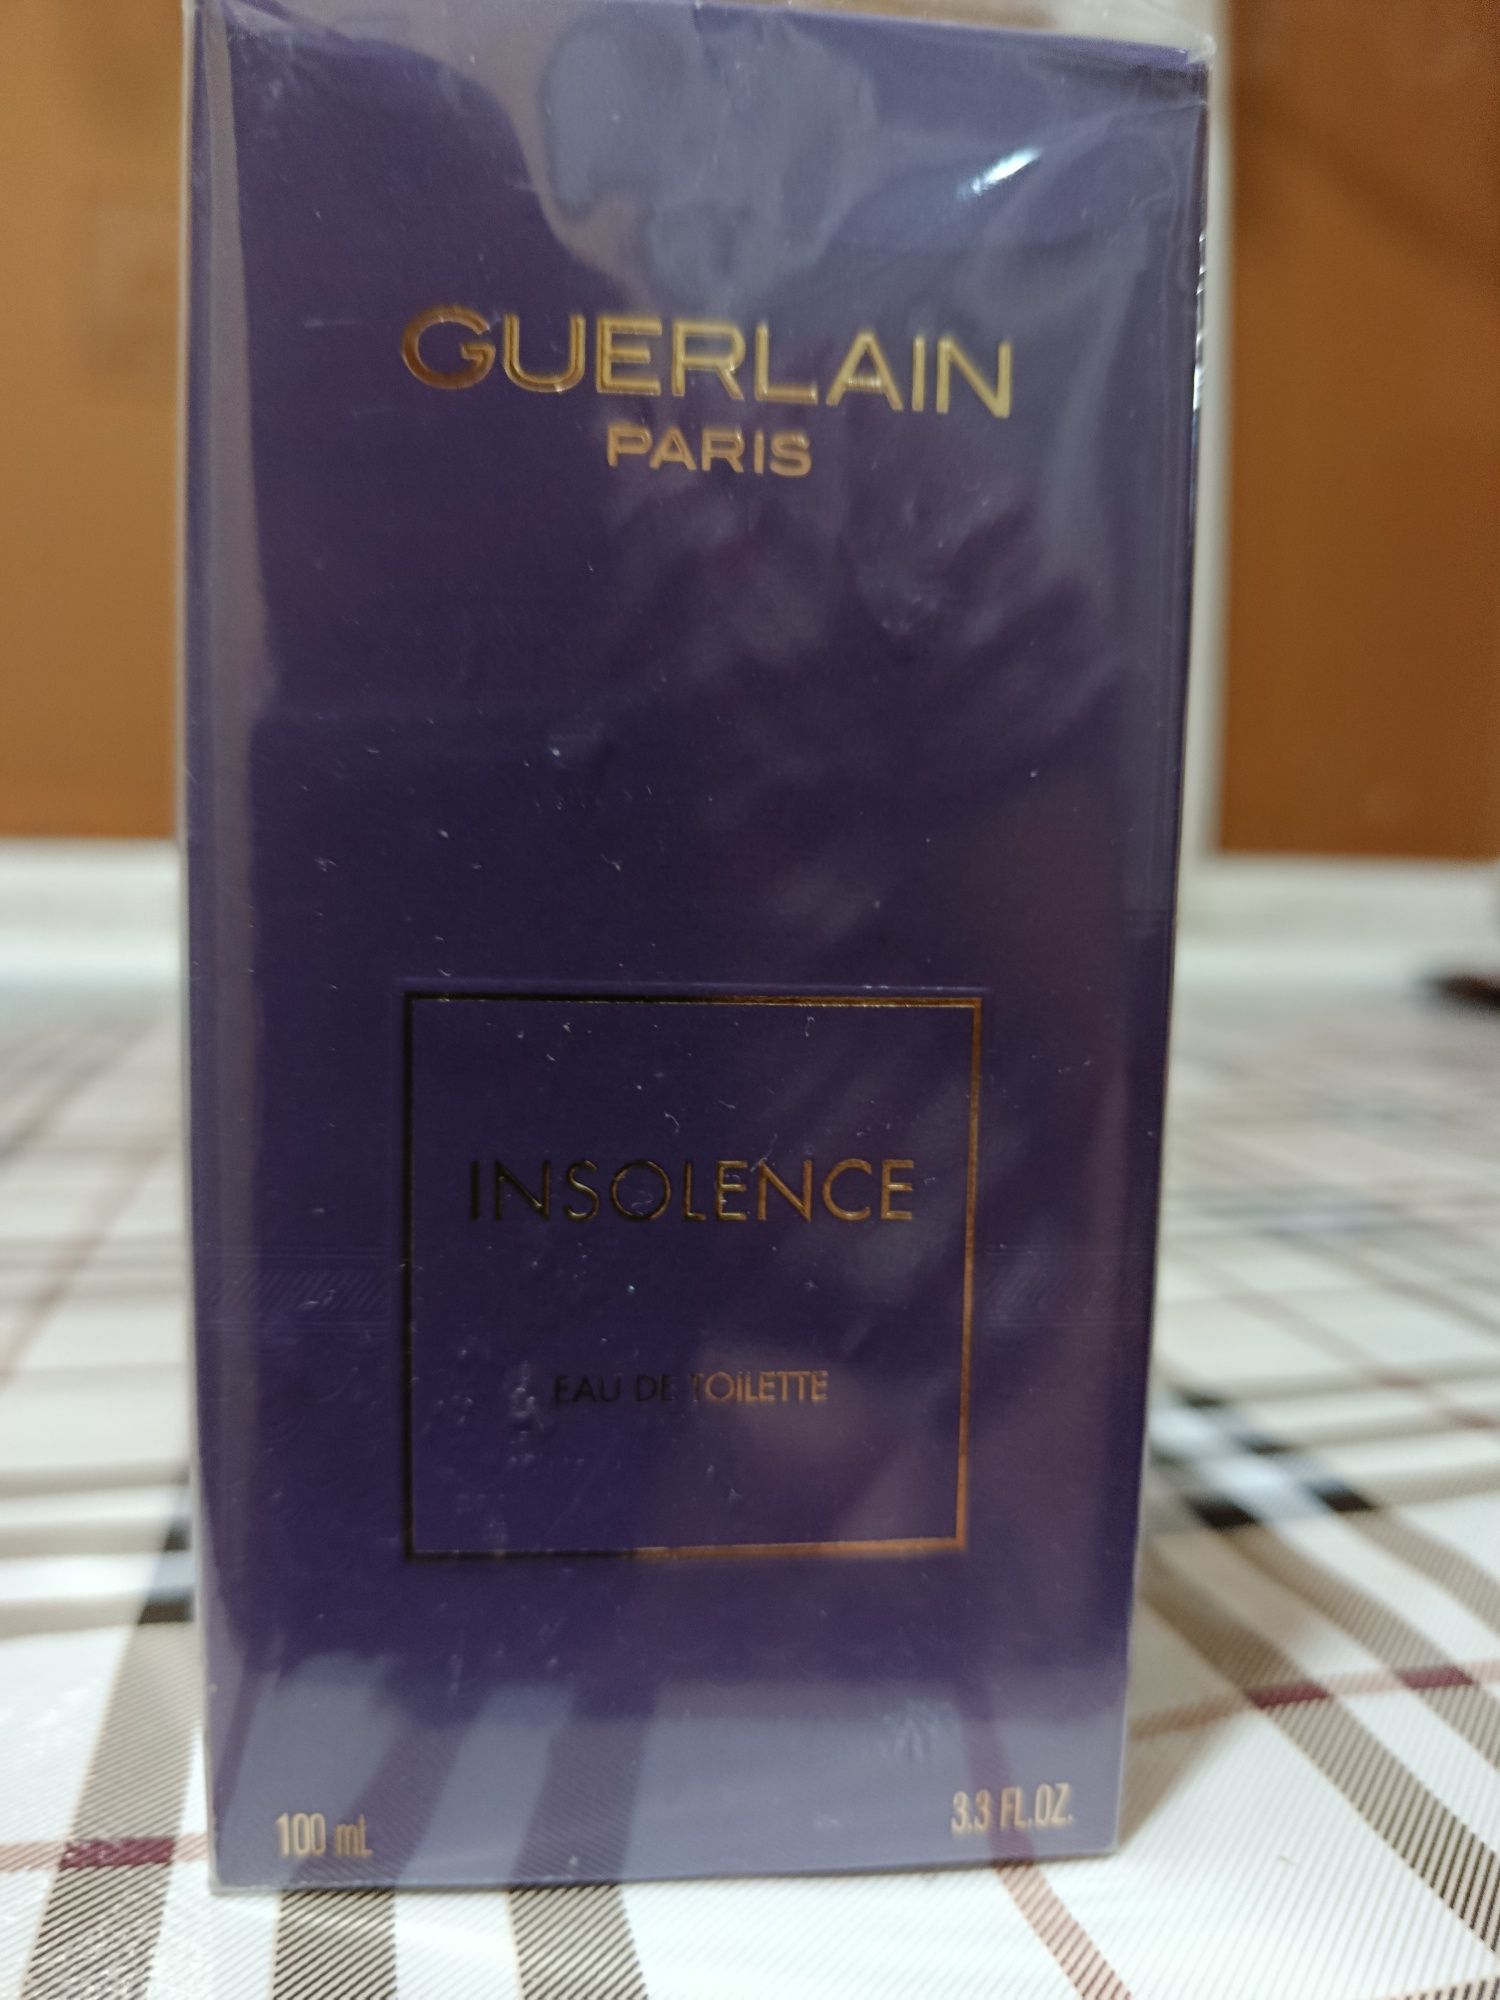 GUERLAIN
PARIS
INSOLENCE
EAU DE TOILETTE
100 mL
3.3 FL.OZ.